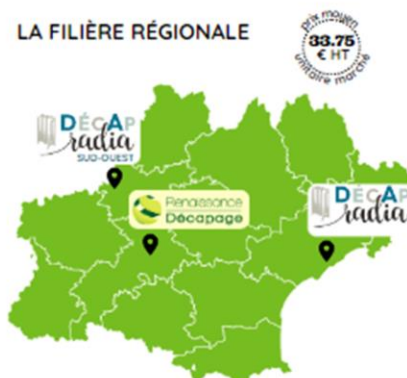 LA FILIÈRE RÉGIONALE
prix moyen
33.75
€ HT
unitaire marché
DÉCAP
radia
SUD-OUEST
Renaissance
Décapage
DÉCAP
radia